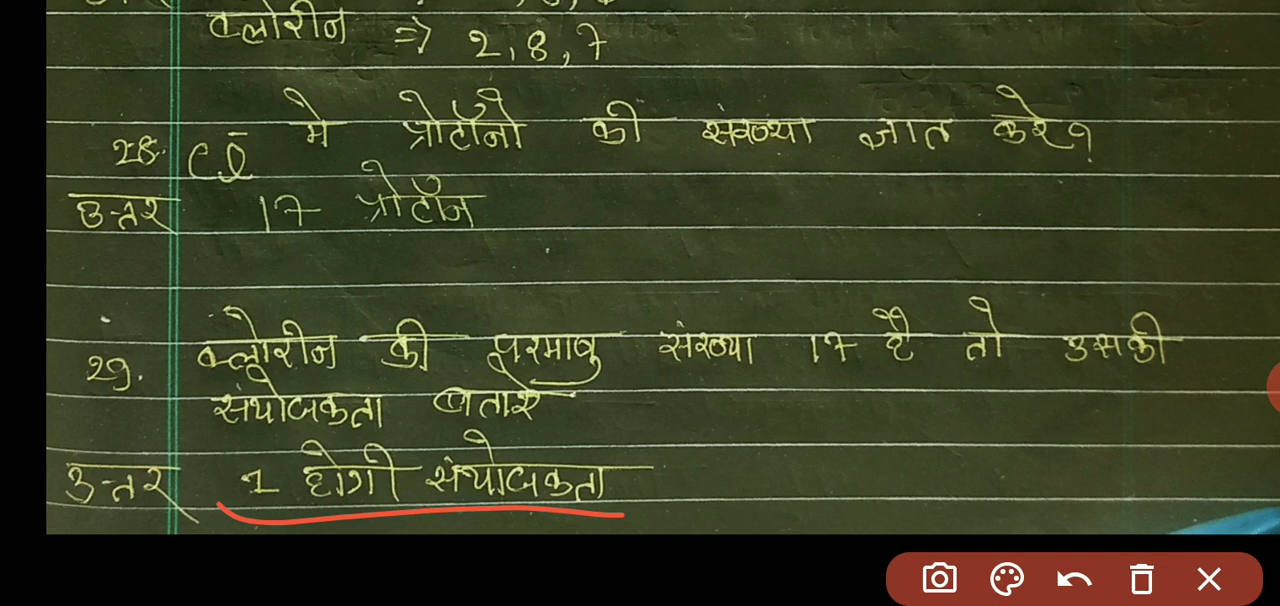 क्लोरीन => 2, 8, 7
28. Cl⁻ मे प्रोटॉनो की संख्या ज्ञात करे?
उत्तर 17 प्रोटॉन
29. क्लोरीन की परमाणु संख्या 17 है तो उसकी
संयोजकता बताये
उत्तर 1 होगी संयोजकता